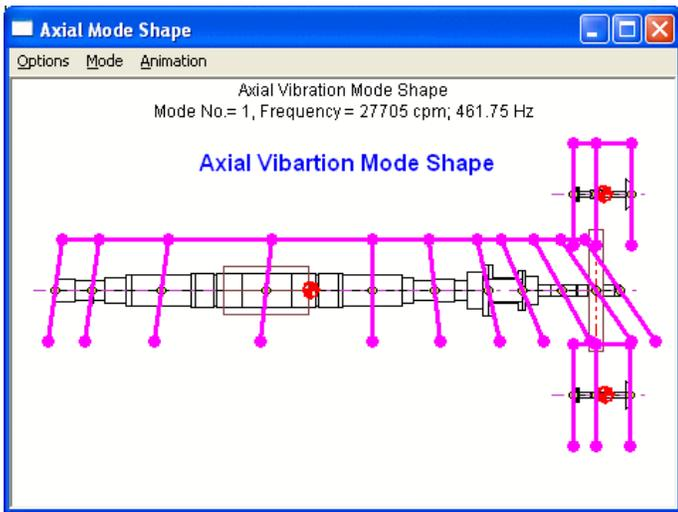 Axial Mode Shape
Options Mode Animation
Axial Vibration Mode Shape
Mode No.= 1, Frequency = 27705 cpm; 461.75 Hz
Axial Vibartion Mode Shape